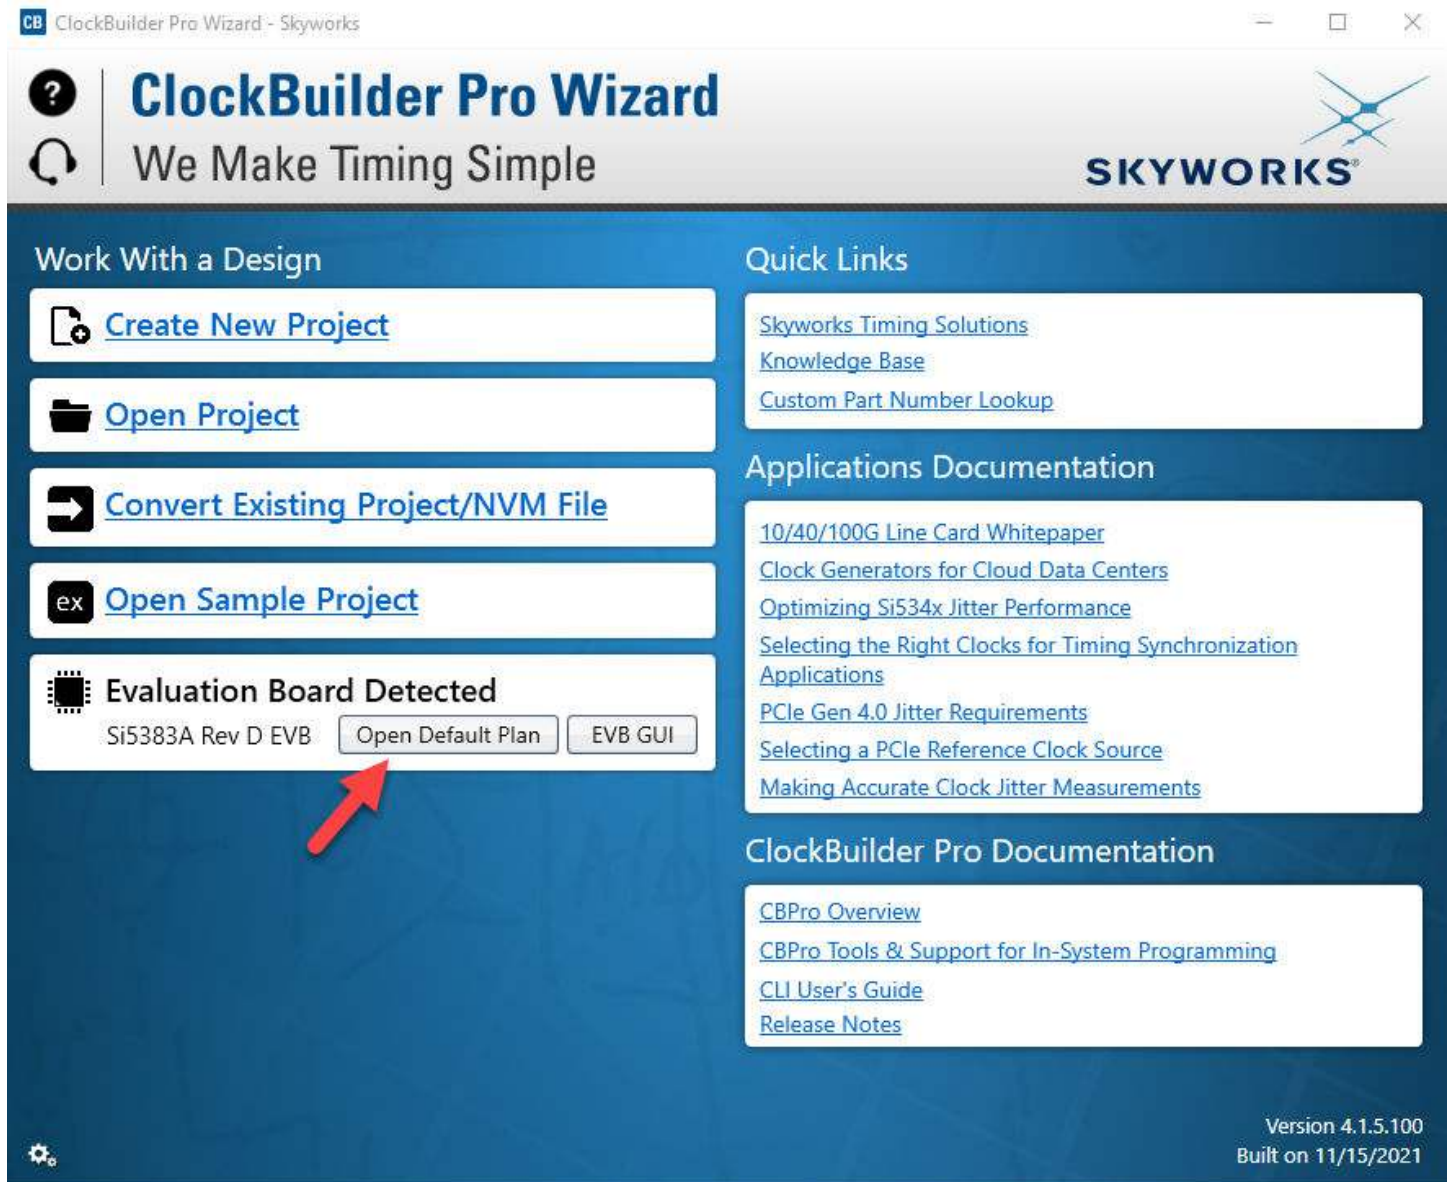 CB ClockBuilder Pro Wizard - Skyworks
?
ClockBuilder Pro Wizard
We Make Timing Simple
SKYWORKS®
Work With a Design
Create New Project
Open Project
Convert Existing Project/NVM File
ex Open Sample Project
Evaluation Board Detected
Si5383A Rev D EVB Open Default Plan EVB GUI
Quick Links
Skyworks Timing Solutions
Knowledge Base
Custom Part Number Lookup
Applications Documentation
10/40/100G Line Card Whitepaper
Clock Generators for Cloud Data Centers
Optimizing Si534x Jitter Performance
Selecting the Right Clocks for Timing Synchronization
Applications
PCIe Gen 4.0 Jitter Requirements
Selecting a PCIe Reference Clock Source
Making Accurate Clock Jitter Measurements
ClockBuilder Pro Documentation
CBPro Overview
CBPro Tools & Support for In-System Programming
CLI User's Guide
Release Notes
Version 4.1.5.100
Built on 11/15/2021